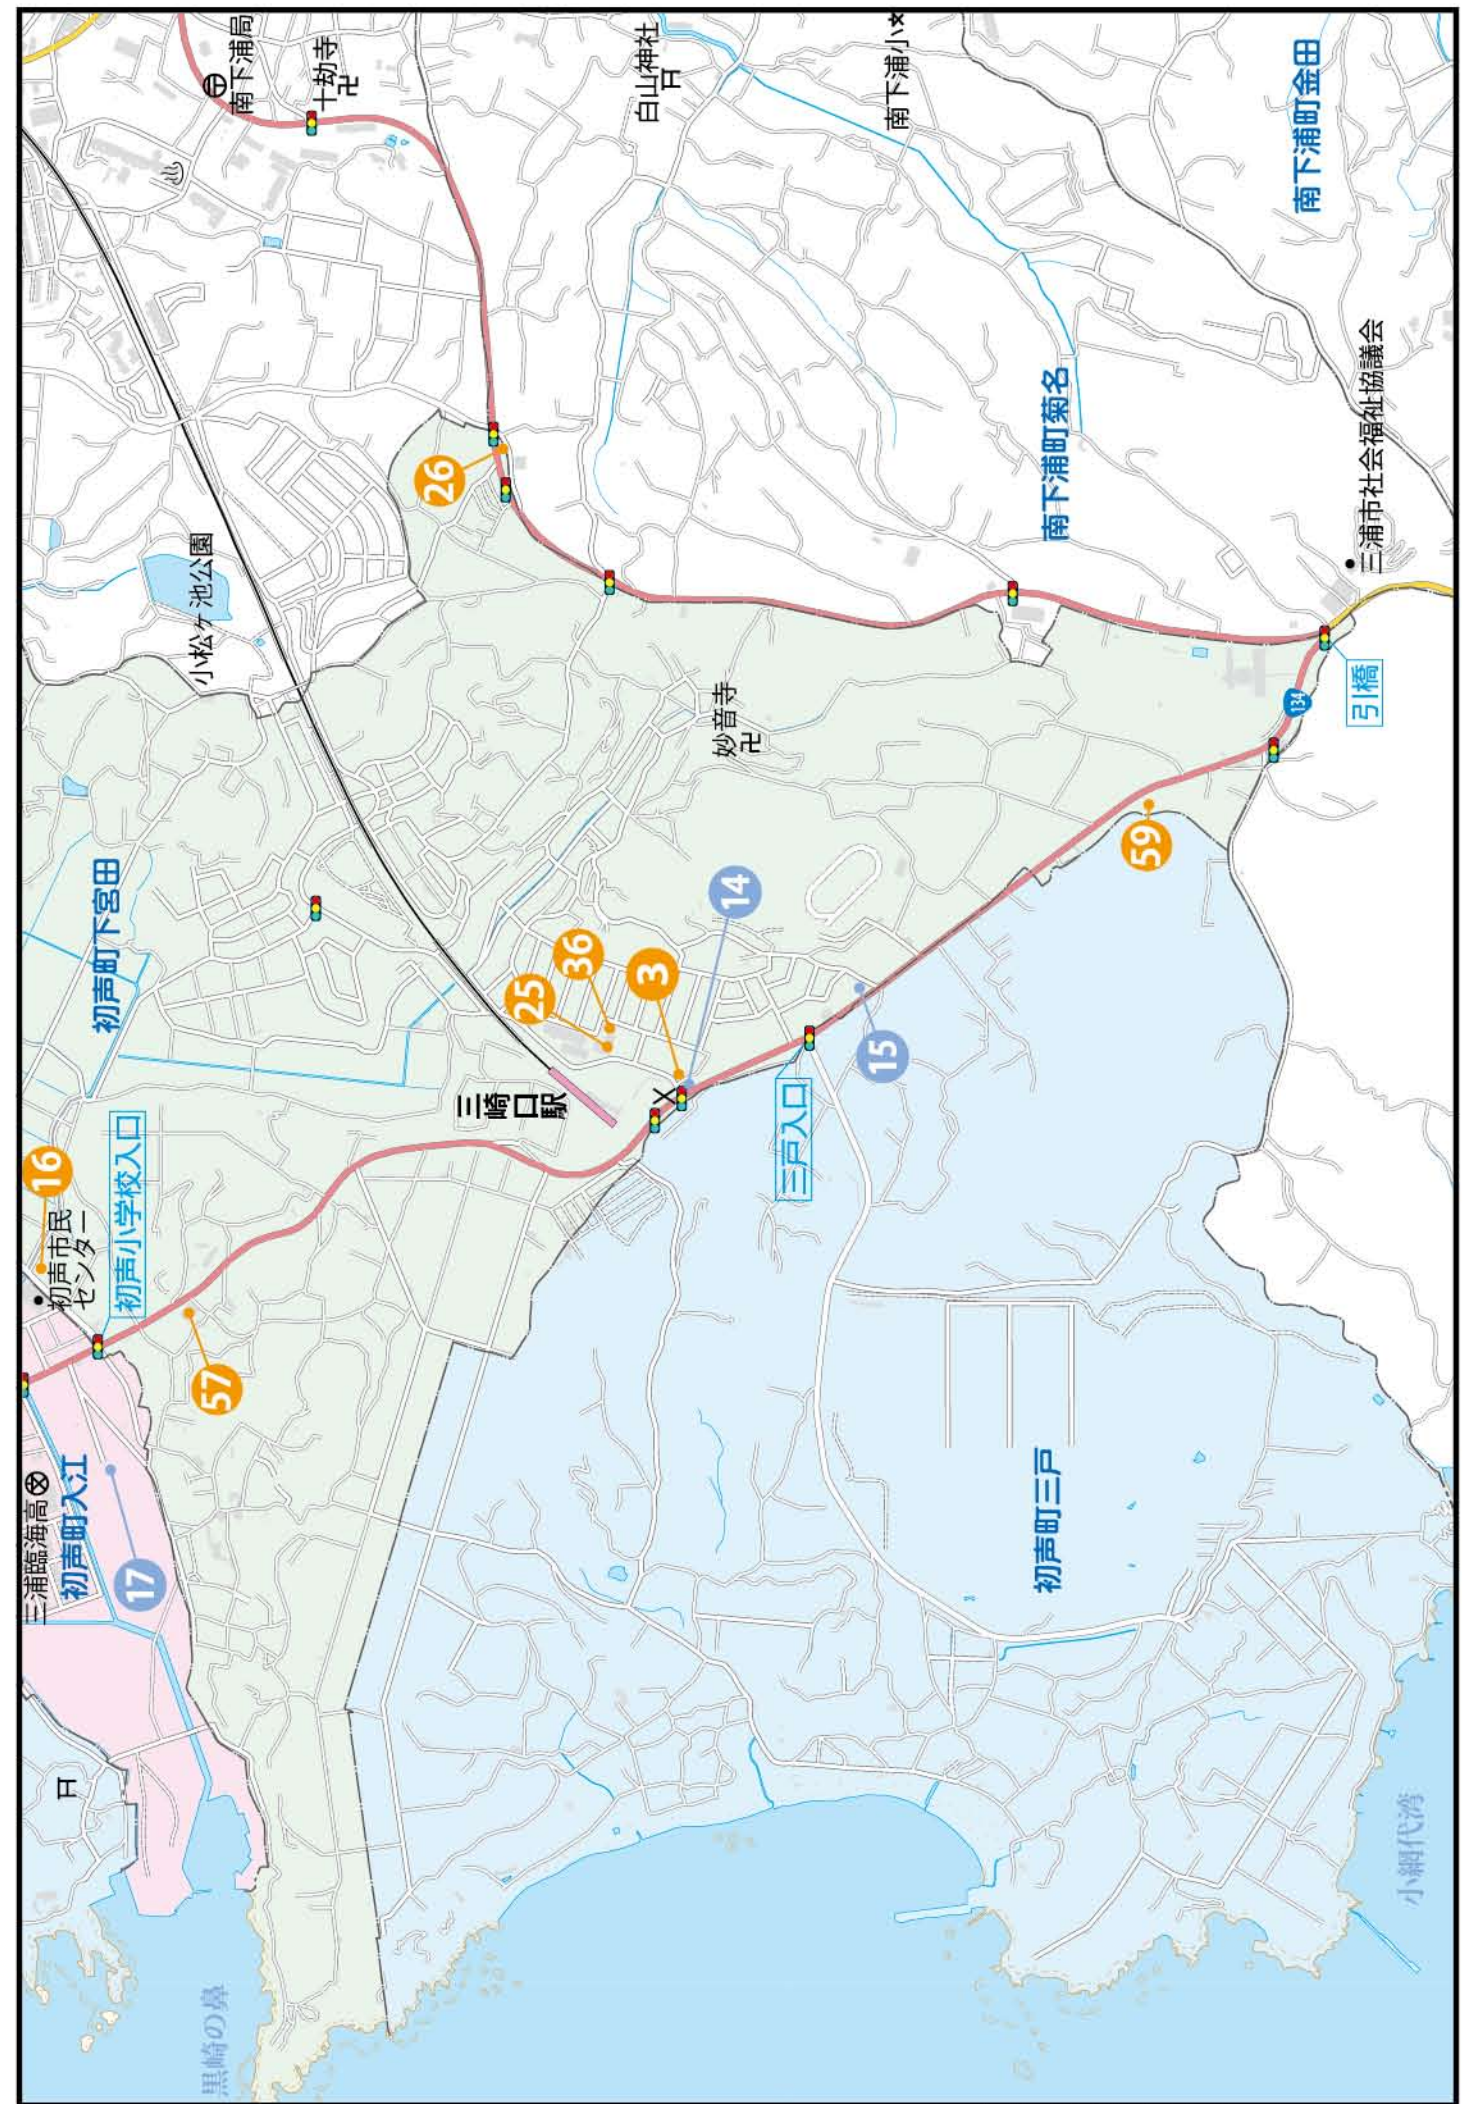 黒崎の鼻
三浦臨海高
初声町入江
17
57
初声市民
センター
16
初声小学校入口
初声町下宮田
三崎口駅
25
36
3
14
15
三戸入口
初声町三戸
小網代湾
59
妙音寺
小松ヶ池公園
26
134
引橋
三浦市社会福祉協議会
南下浦町菊名
南下浦町金田
南下浦小
白山神社
十劫寺
南下浦局